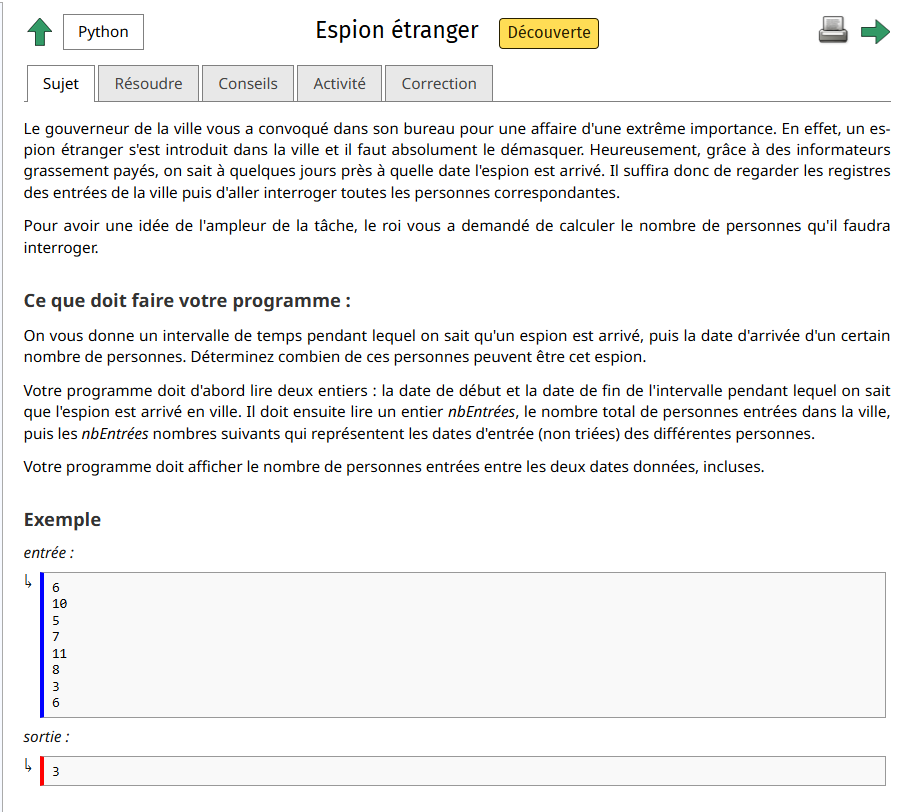 Python
Espion étranger
Découverte
Sujet
Résoudre
Conseils
Activité
Correction
Le gouverneur de la ville vous a convoqué dans son bureau pour une affaire d'une extrême importance. En effet, un es-
pion étranger s'est introduit dans la ville et il faut absolument le démasquer. Heureusement, grâce à des informateurs
grassement payés, on sait à quelques jours près à quelle date l'espion est arrivé. Il suffira donc de regarder les registres
des entrées de la ville puis d'aller interroger toutes les personnes correspondantes.
Pour avoir une idée de l'ampleur de la tâche, le roi vous a demandé de calculer le nombre de personnes qu'il faudra
interroger.
Ce que doit faire votre programme :
On vous donne un intervalle de temps pendant lequel on sait qu'un espion est arrivé, puis la date d'arrivée d'un certain
nombre de personnes. Déterminez combien de ces personnes peuvent être cet espion.
Votre programme doit d'abord lire deux entiers : la date de début et la date de fin de l'intervalle pendant lequel on sait
que l'espion est arrivé en ville. Il doit ensuite lire un entier nbEntrées, le nombre total de personnes entrées dans la ville,
puis les nbEntrées nombres suivants qui représentent les dates d'entrée (non triées) des différentes personnes.
Votre programme doit afficher le nombre de personnes entrées entre les deux dates données, incluses.
Exemple
entrée :
6
10
5
7
11
8
3
6
sortie :
3